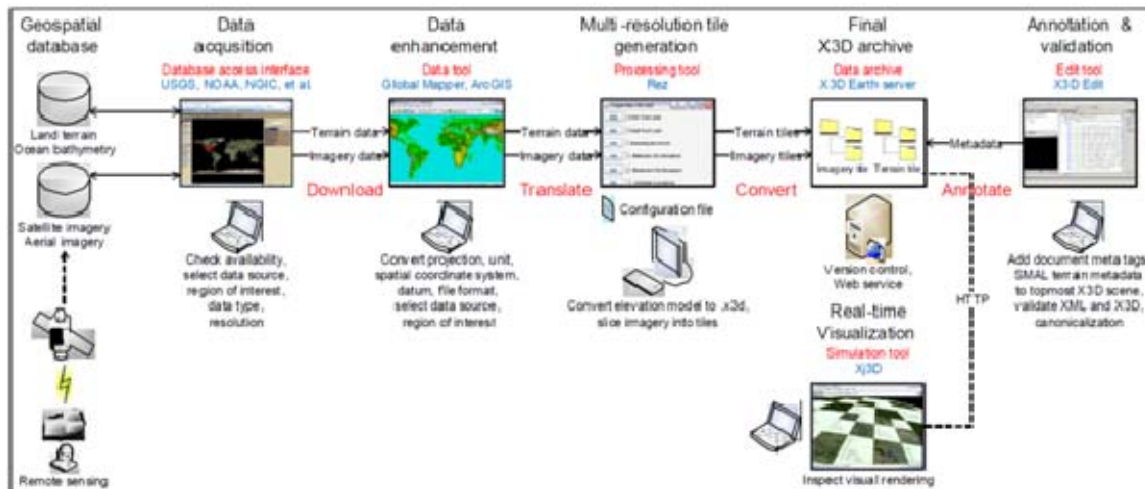 Geospatial
database
Land terrain
Ocean bathymetry
Satellite imagery
Aerial imagery
Remote sensing
Data
acqusition
Database access interface
USGS, NOAA, NGIC, et al.
Check availability,
select data source,
region of interest,
data type,
resolution
Terrain data
Imagery data
Download
Data
enhancement
Data tool
Global Mapper, ArcGIS
Convert projection, unit,
spatial coordinate system,
datum, file format,
select data source,
region of interest
Terrain data
Imagery data
Translate
Multi-resolution tile
generation
Processing tool
Rez
Configuration file
Convert elevation model to .x3d,
slice imagery into tiles
Terrain tiles
Imagery tiles
Convert
Final
X3D archive
Data archive
X3D Earth server
Imagery tile
Terrain tile
Version control,
Web service
Metadata
Annotate
HTTP
Annotation &
validation
Edit tool
X3D Edit
Add document meta tags,
SMAL terrain metadata
to topmost X3D scene,
validate XML and X3D,
canonicalization
Real-time
Visualization
Simulation tool
Xj3D
Inspect visual rendering